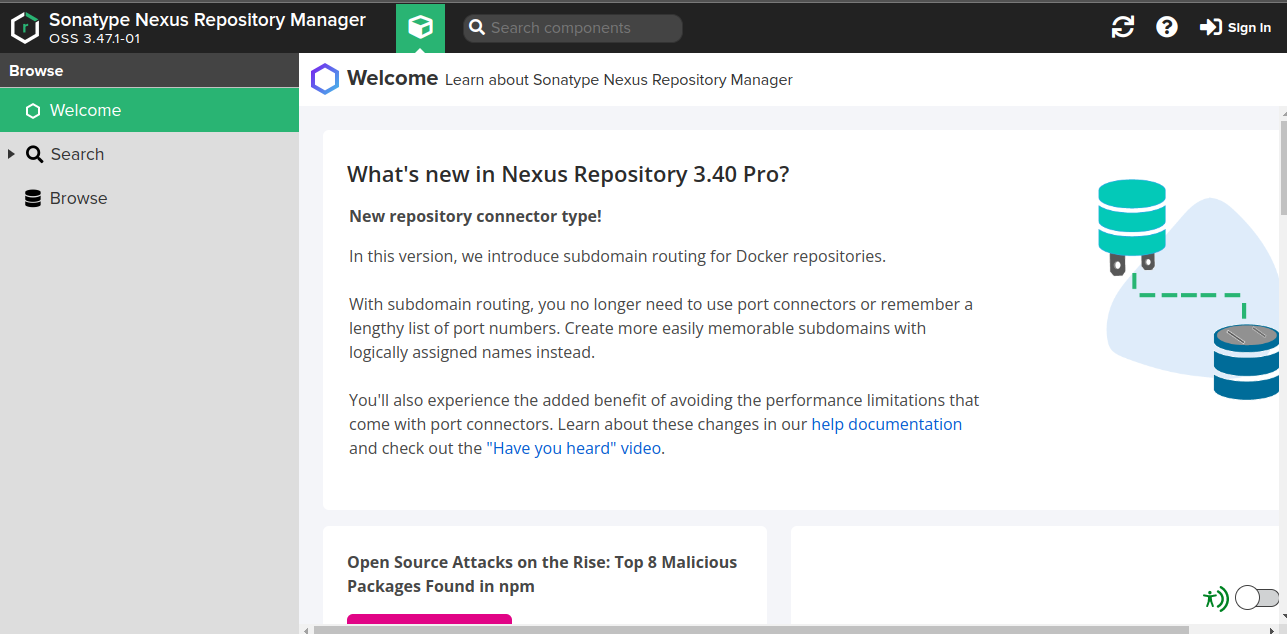 Sonatype Nexus Repository Manager
OSS 3.47.1-01
Search components
Sign In
Browse
Welcome
Search
Browse
Welcome Learn about Sonatype Nexus Repository Manager
What's new in Nexus Repository 3.40 Pro?
New repository connector type!
In this version, we introduce subdomain routing for Docker repositories.
With subdomain routing, you no longer need to use port connectors or remember a
lengthy list of port numbers. Create more easily memorable subdomains with
logically assigned names instead.
You'll also experience the added benefit of avoiding the performance limitations that
come with port connectors. Learn about these changes in our help documentation
and check out the "Have you heard" video.
Open Source Attacks on the Rise: Top 8 Malicious
Packages Found in npm